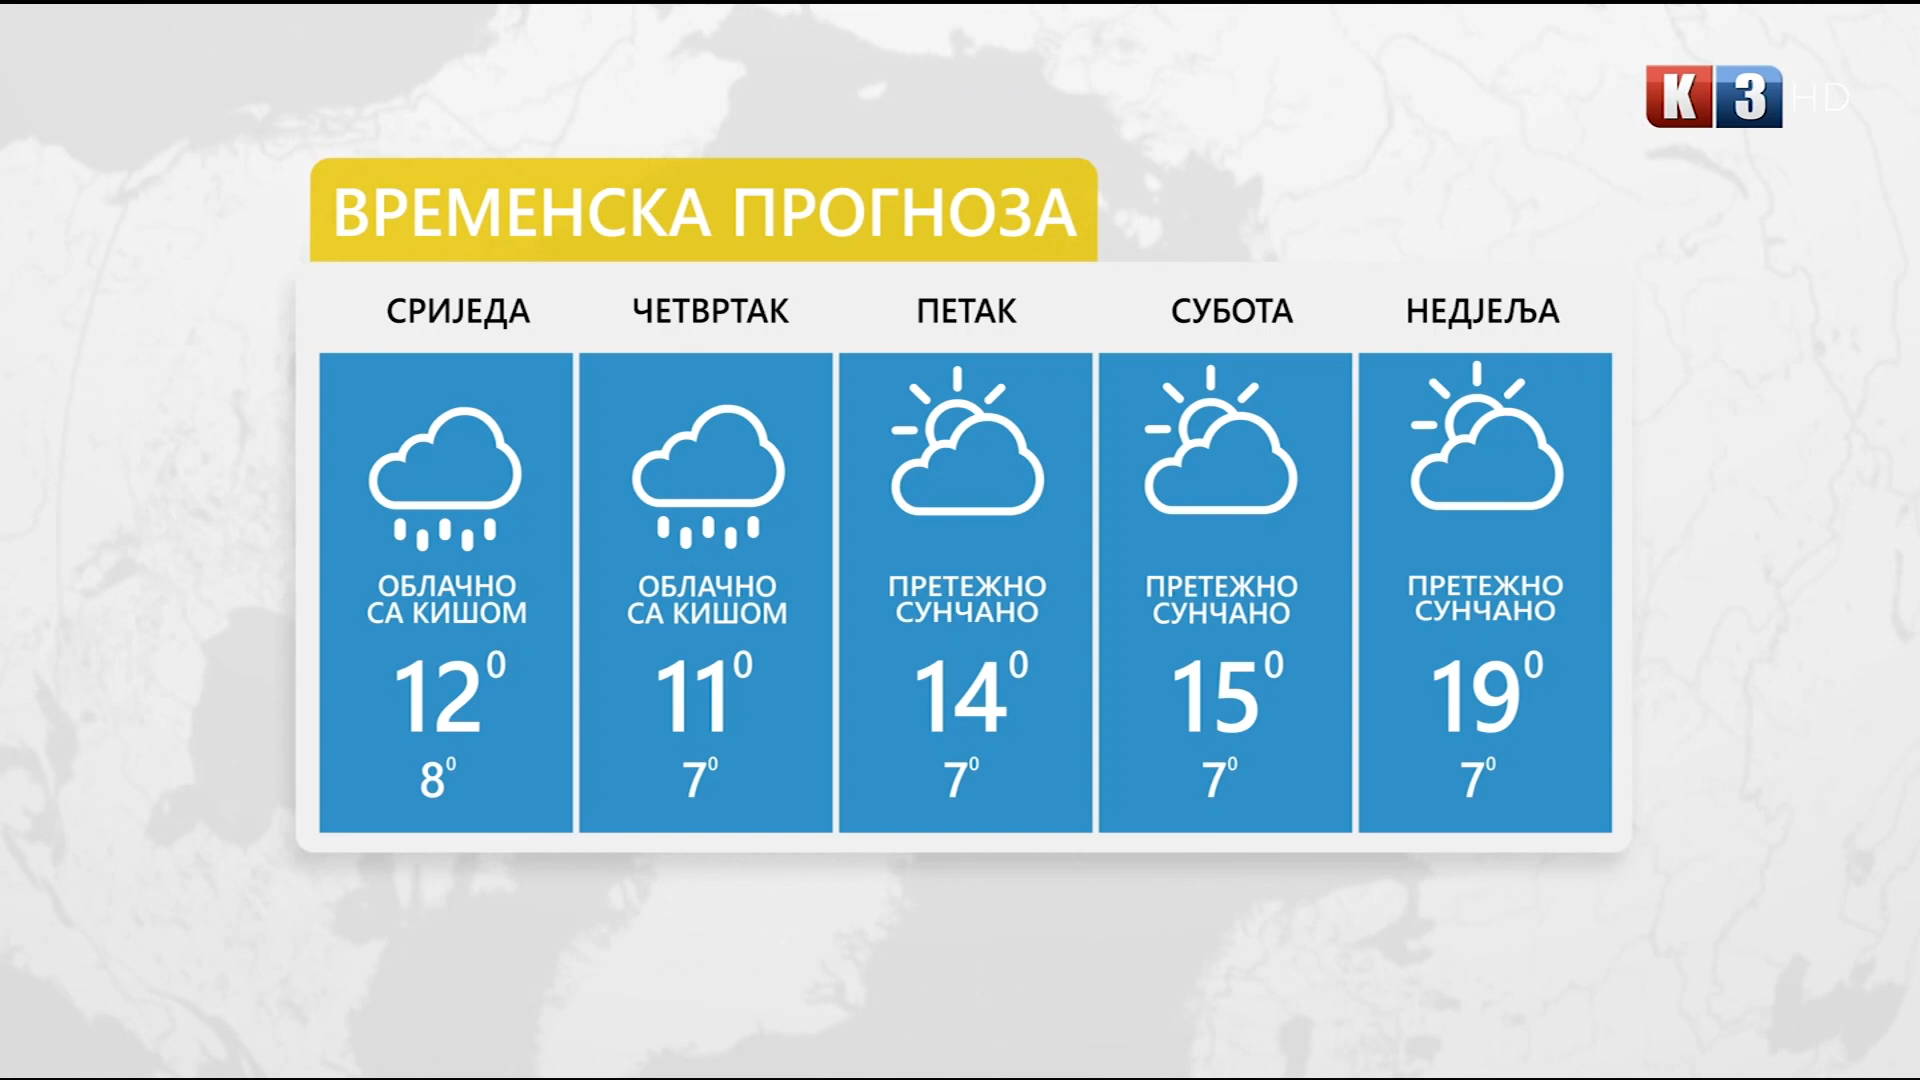 К3 HD
ВРЕМЕНСКА ПРОГНОЗА
СРИЈЕДА
ЧЕТВРТАК
ПЕТАК
СУБОТА
НЕДЈЕЉА
ОБЛАЧНО
СА КИШОМ
12⁰
8⁰
ОБЛАЧНО
СА КИШОМ
11⁰
7⁰
ПРЕТЕЖНО
СУНЧАНО
14⁰
7⁰
ПРЕТЕЖНО
СУНЧАНО
15⁰
7⁰
ПРЕТЕЖНО
СУНЧАНО
19⁰
7⁰